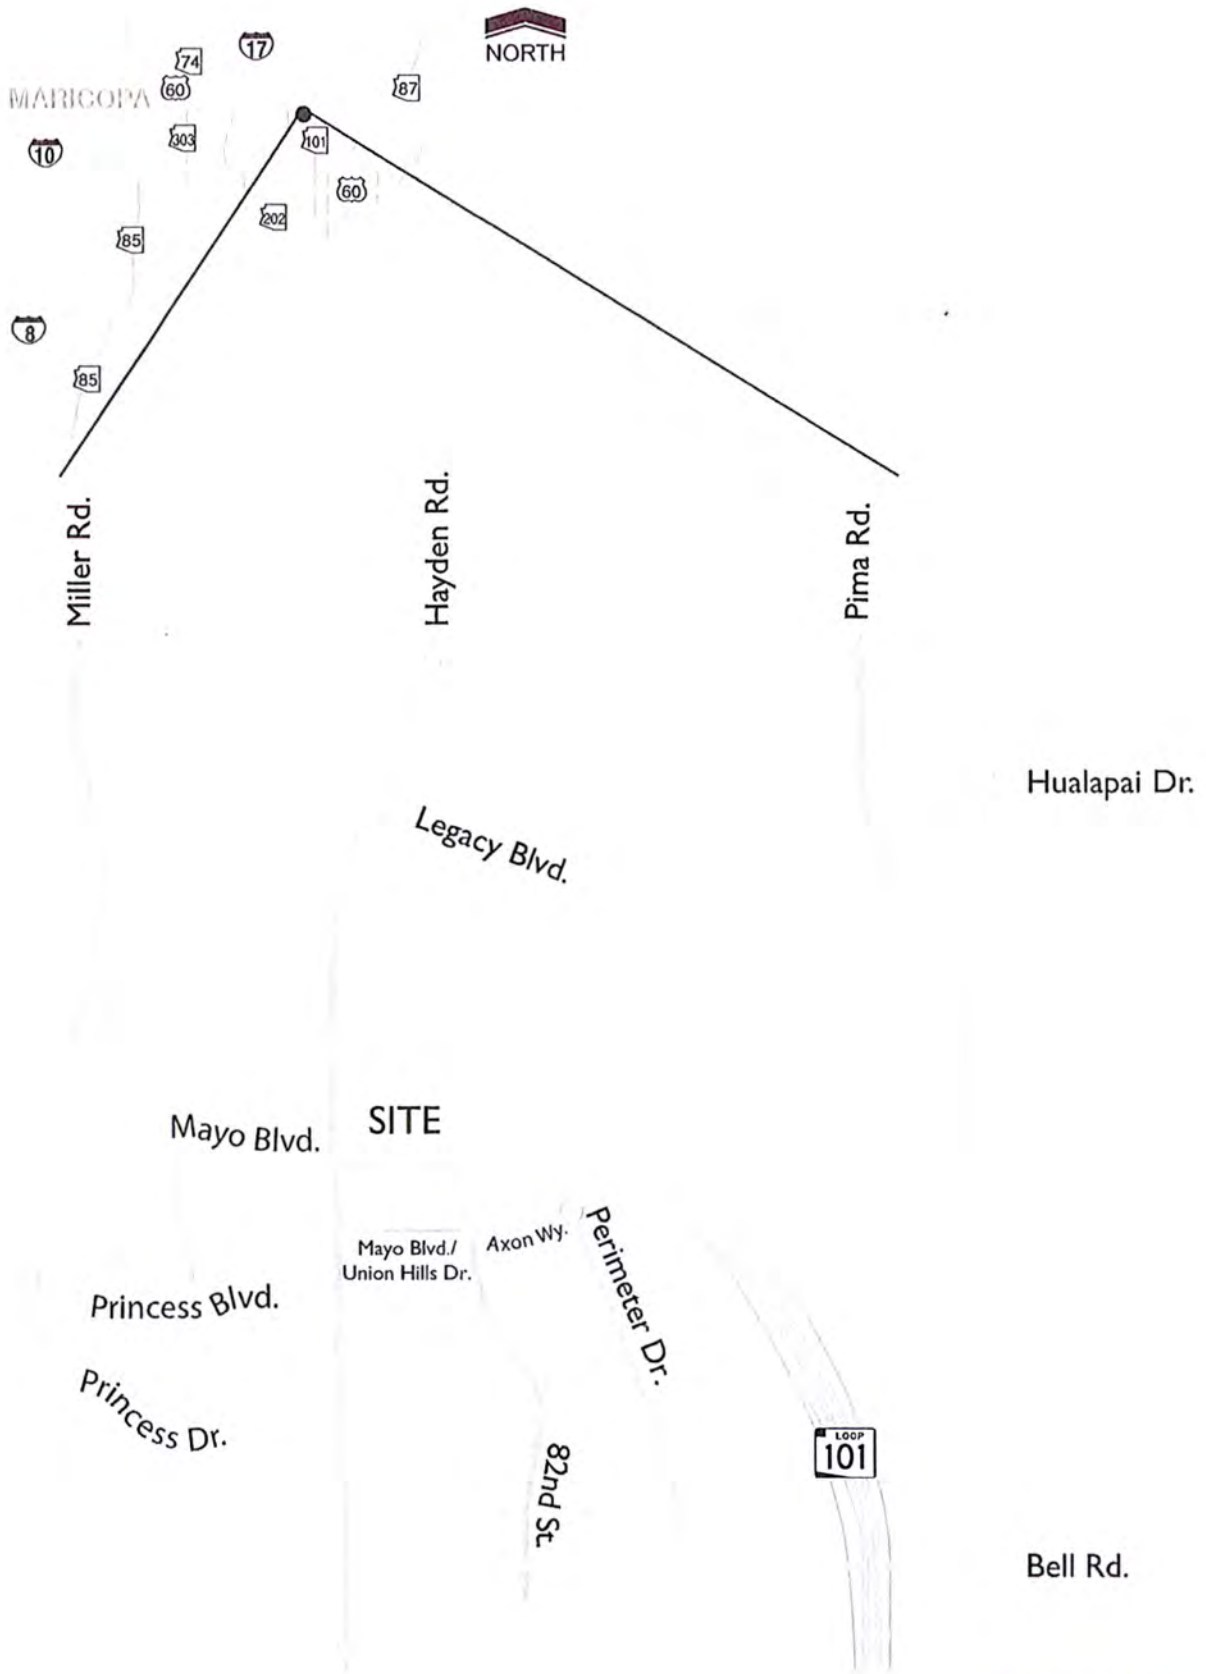 17
NORTH
74
60
87
MARICOPA
303
101
10
60
202
85
8
85
Miller Rd.
Hayden Rd.
Pima Rd.
Hualapai Dr.
Legacy Blvd.
SITE
Mayo Blvd.
Axon Wy.
Perimeter Dr.
Mayo Blvd./
Union Hills Dr.
Princess Blvd.
Princess Dr.
LOOP
101
82nd St.
Bell Rd.